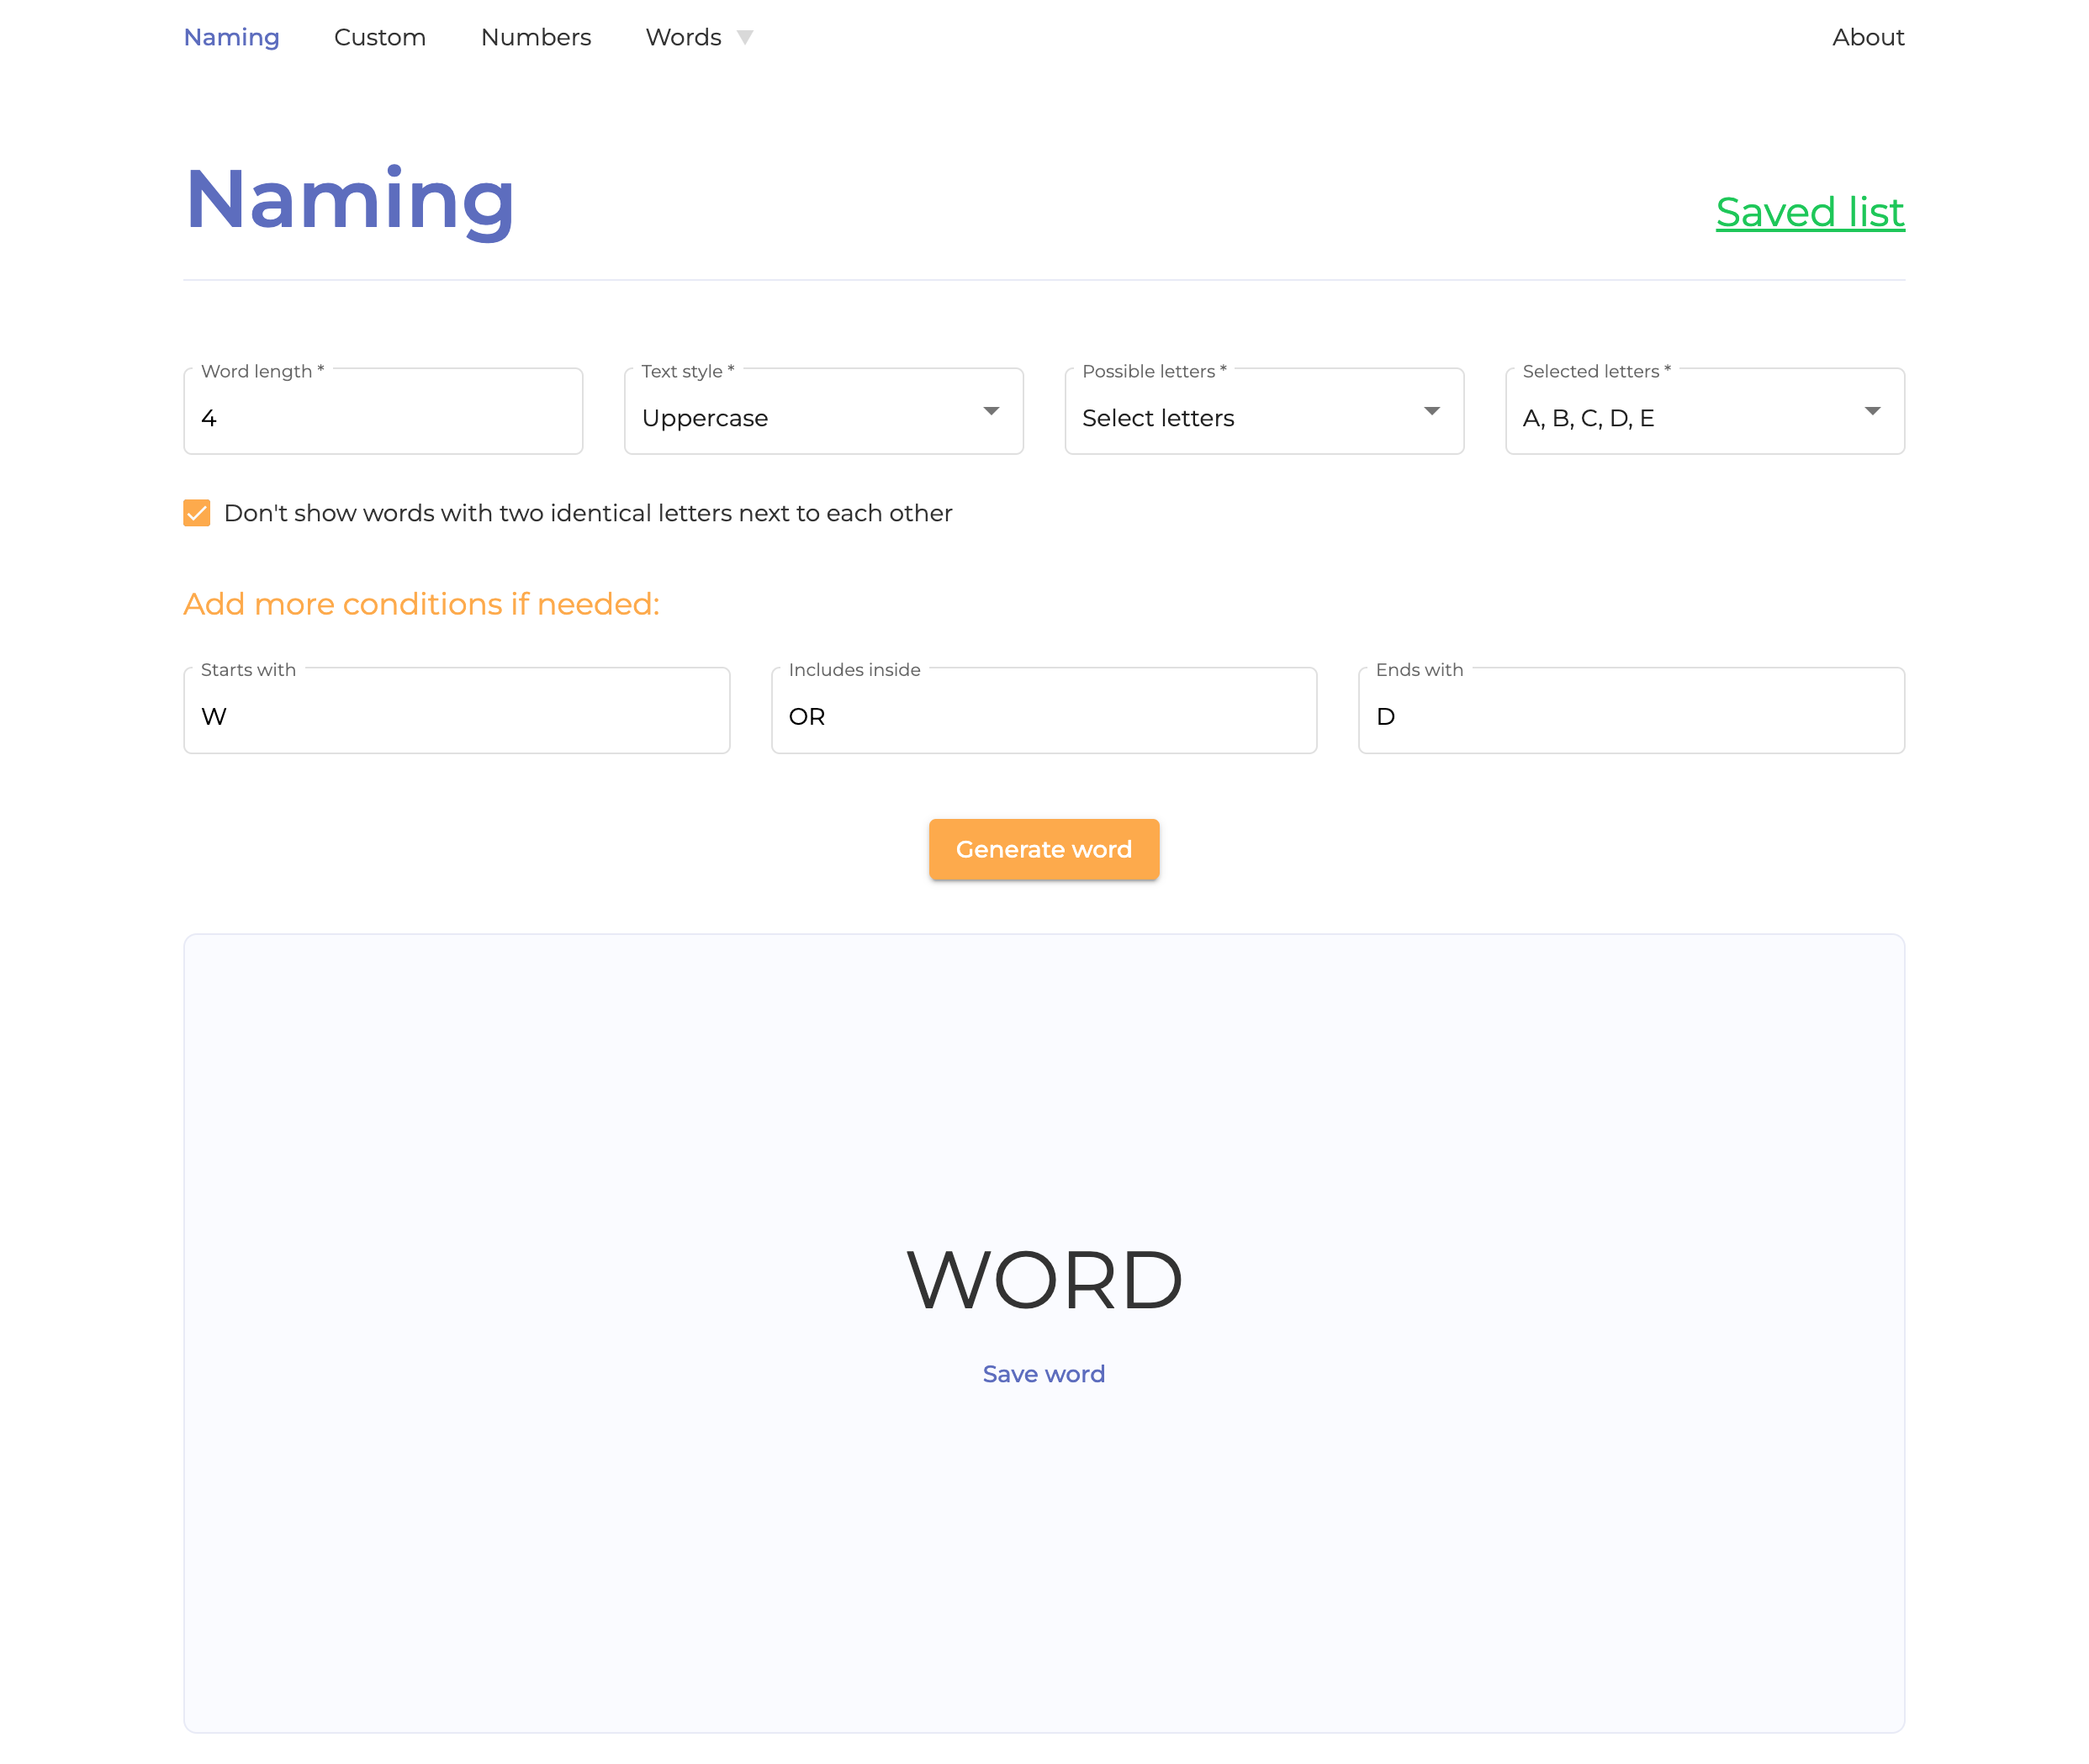 Naming Custom Numbers Words About
Naming Saved list
Word length * Text style * Possible letters * Selected letters *
4 Uppercase Select letters A, B, C, D, E
Don't show words with two identical letters next to each other
Add more conditions if needed:
Starts with Includes inside Ends with
W OR D
Generate word
WORD
Save word